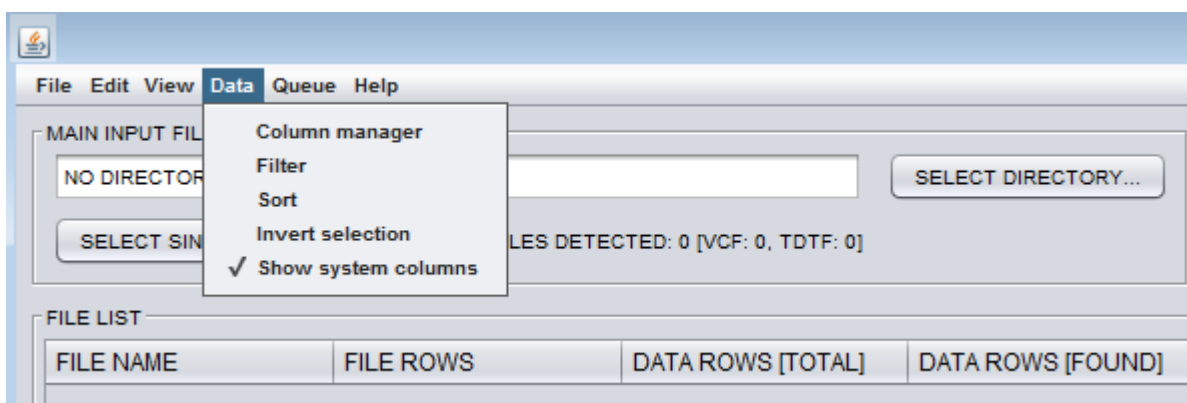 File Edit View Data Queue Help
MAIN INPUT FIL
Column manager
Filter
NO DIRECTOR
SELECT DIRECTORY...
Sort
Invert selection
SELECT SIN
LES DETECTED: 0 [VCF: 0, TDTF: 0]
Show system columns
FILE LIST
FILE NAME FILE ROWS DATA ROWS [TOTAL] DATA ROWS [FOUND]